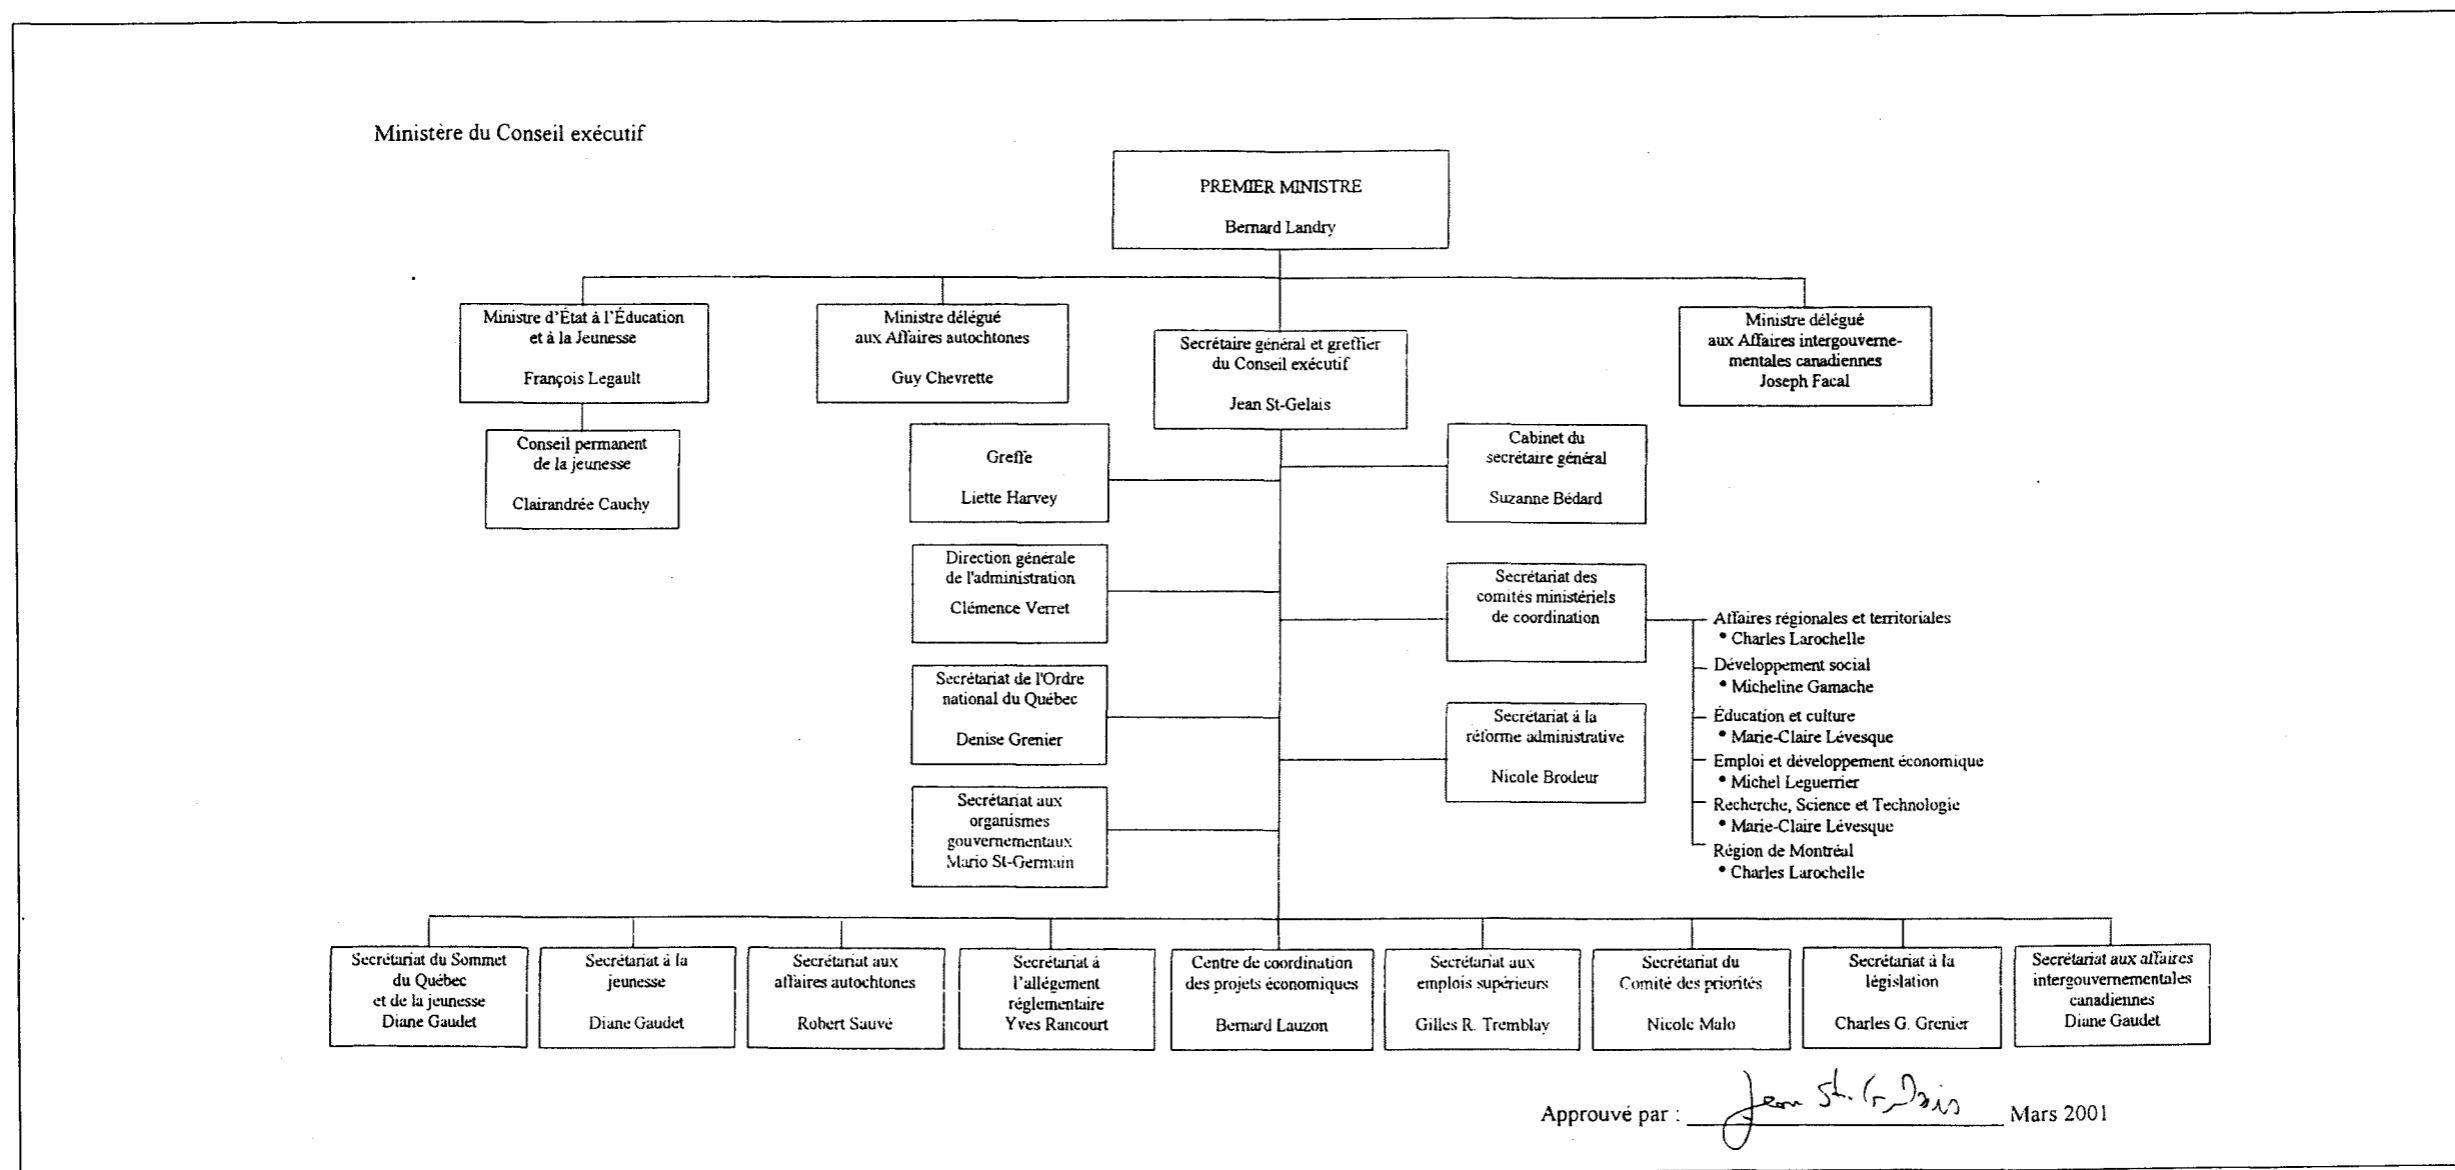 Ministère du Conseil exécutif
PREMIER MINISTRE
Bernard Landry
Ministre d'État à l'Éducation
et à la Jeunesse
François Legault
Ministre délégué
aux Affaires autochtones
Guy Chevrette
Secrétaire général et greffier
du Conseil exécutif
Jean St-Gelais
Ministre délégué
aux Affaires intergouverne-
mentales canadiennes
Joseph Facal
Conseil permanent
de la jeunesse
Clairandrée Cauchy
Greffe
Liette Harvey
Cabinet du
secrétaire général
Suzanne Bédard
Direction générale
de l'administration
Clémence Verret
Secrétariat des
comités ministériels
de coordination
Affaires régionales et territoriales
• Charles Larochelle
Développement social
• Micheline Gamache
Éducation et culture
• Marie-Claire Lévesque
Emploi et développement économique
• Michel Leguerrier
Recherche, Science et Technologie
• Marie-Claire Lévesque
Région de Montréal
• Charles Larochelle
Secrétariat de l'Ordre
national du Québec
Denise Grenier
Secrétariat à la
réforme administrative
Nicole Brodeur
Secrétariat aux
organismes
gouvernementaux
Mario St-Germain
Secrétariat du Sommet
du Québec
et de la jeunesse
Diane Gaudet
Secrétariat à la
jeunesse
Diane Gaudet
Secrétariat aux
affaires autochtones
Robert Sauvé
Secrétariat à
l'allégement
réglementaire
Yves Rancourt
Centre de coordination
des projets économiques
Bernard Lauzon
Secrétariat aux
emplois supérieurs
Gilles R. Tremblay
Secrétariat du
Comité des priorités
Nicole Malo
Secrétariat à la
législation
Charles G. Grenier
Secrétariat aux affaires
intergouvernementales
canadiennes
Diane Gaudet
Approuvé par : Jean St-Gelais Mars 2001